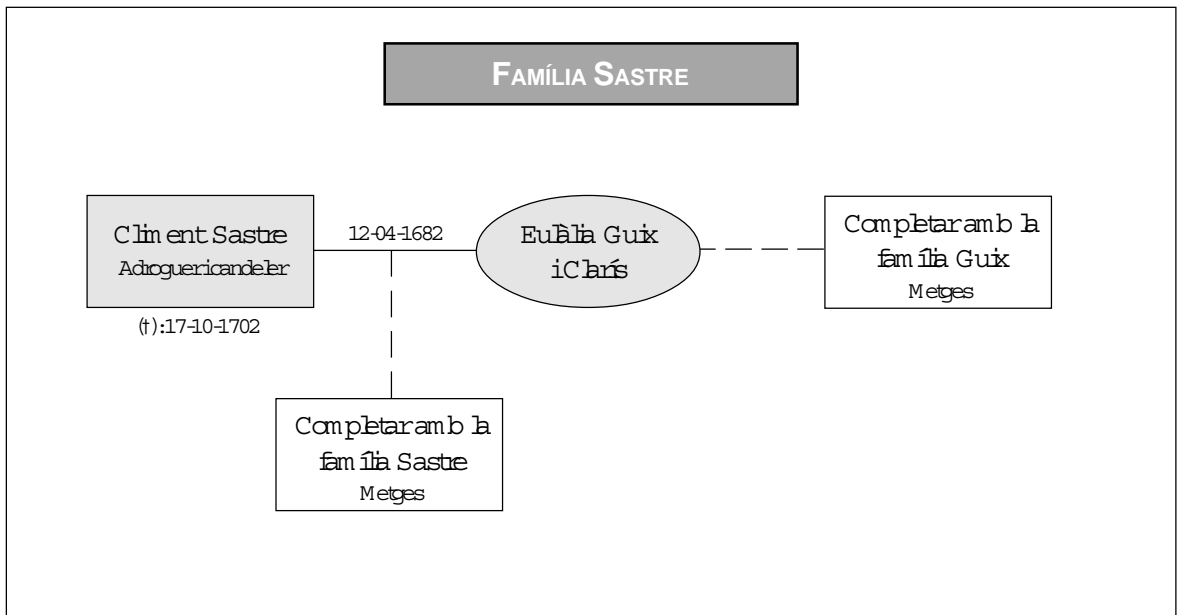 FAMÍLIA SASTRE
Climent Sastre
Adroguer i candeler
(†): 17-10-1702
12-04-1682
Eulàlia Guix
i Clarís
Completar amb la
família Guix
Metges
Completar amb la
família Sastre
Metges